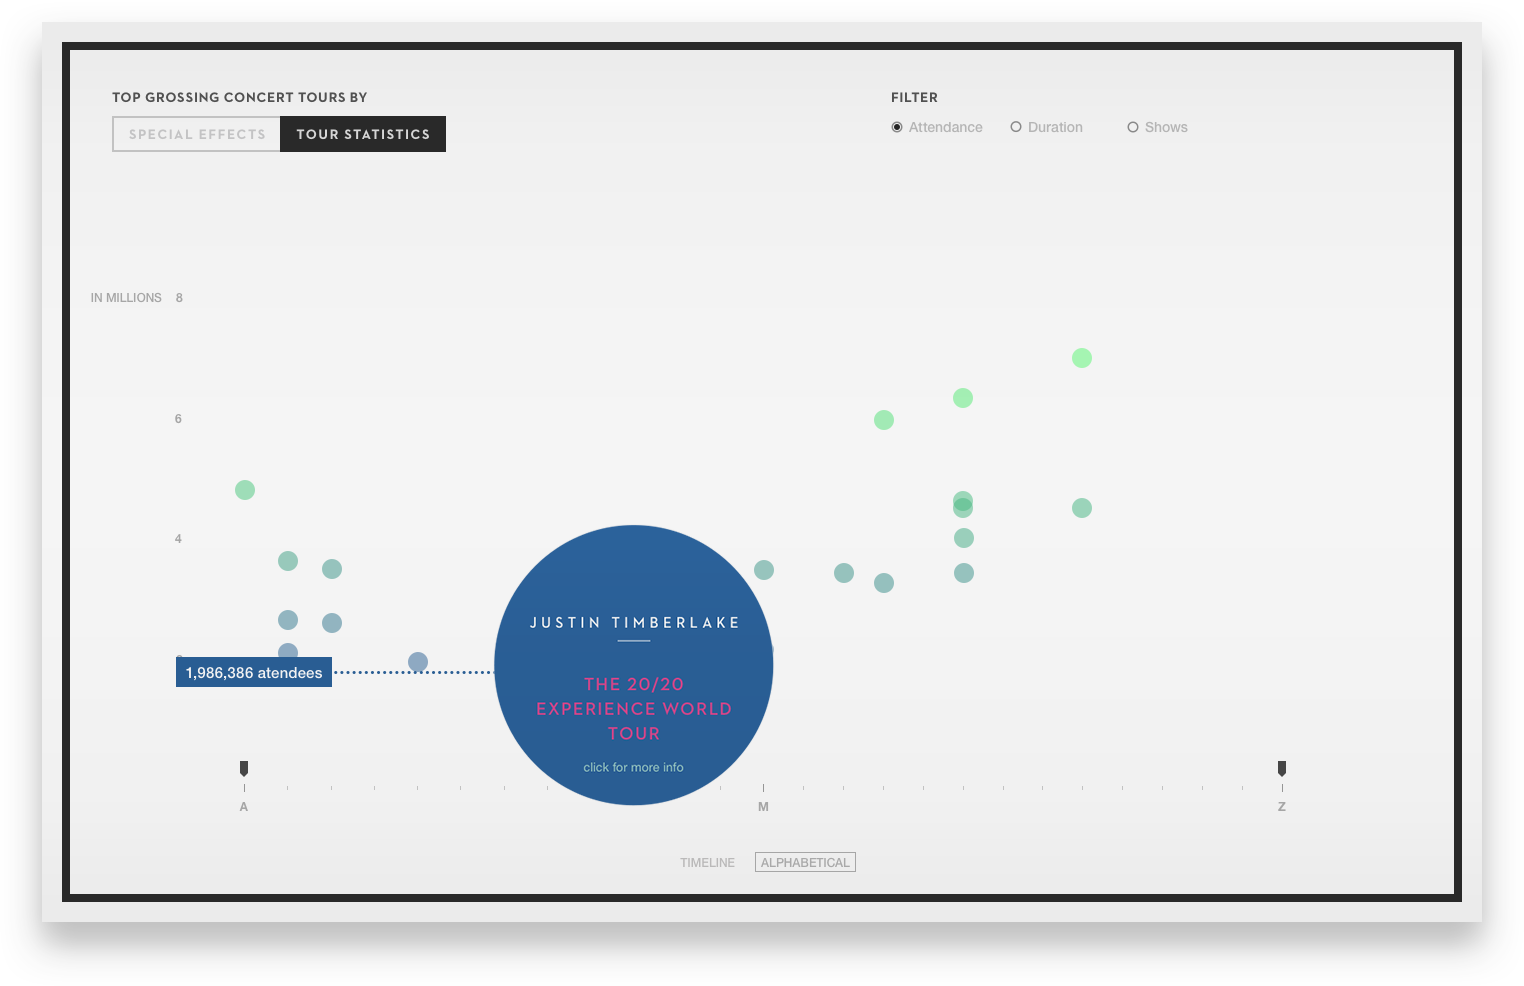 TOP GROSSING CONCERT TOURS BY
SPECIAL EFFECTS TOUR STATISTICS
FILTER
Attendance Duration Shows
IN MILLIONS 8
6
4
1,986,386 atendees
JUSTIN TIMBERLAKE
THE 20/20
EXPERIENCE WORLD
TOUR
click for more info
A M Z
TIMELINE ALPHABETICAL